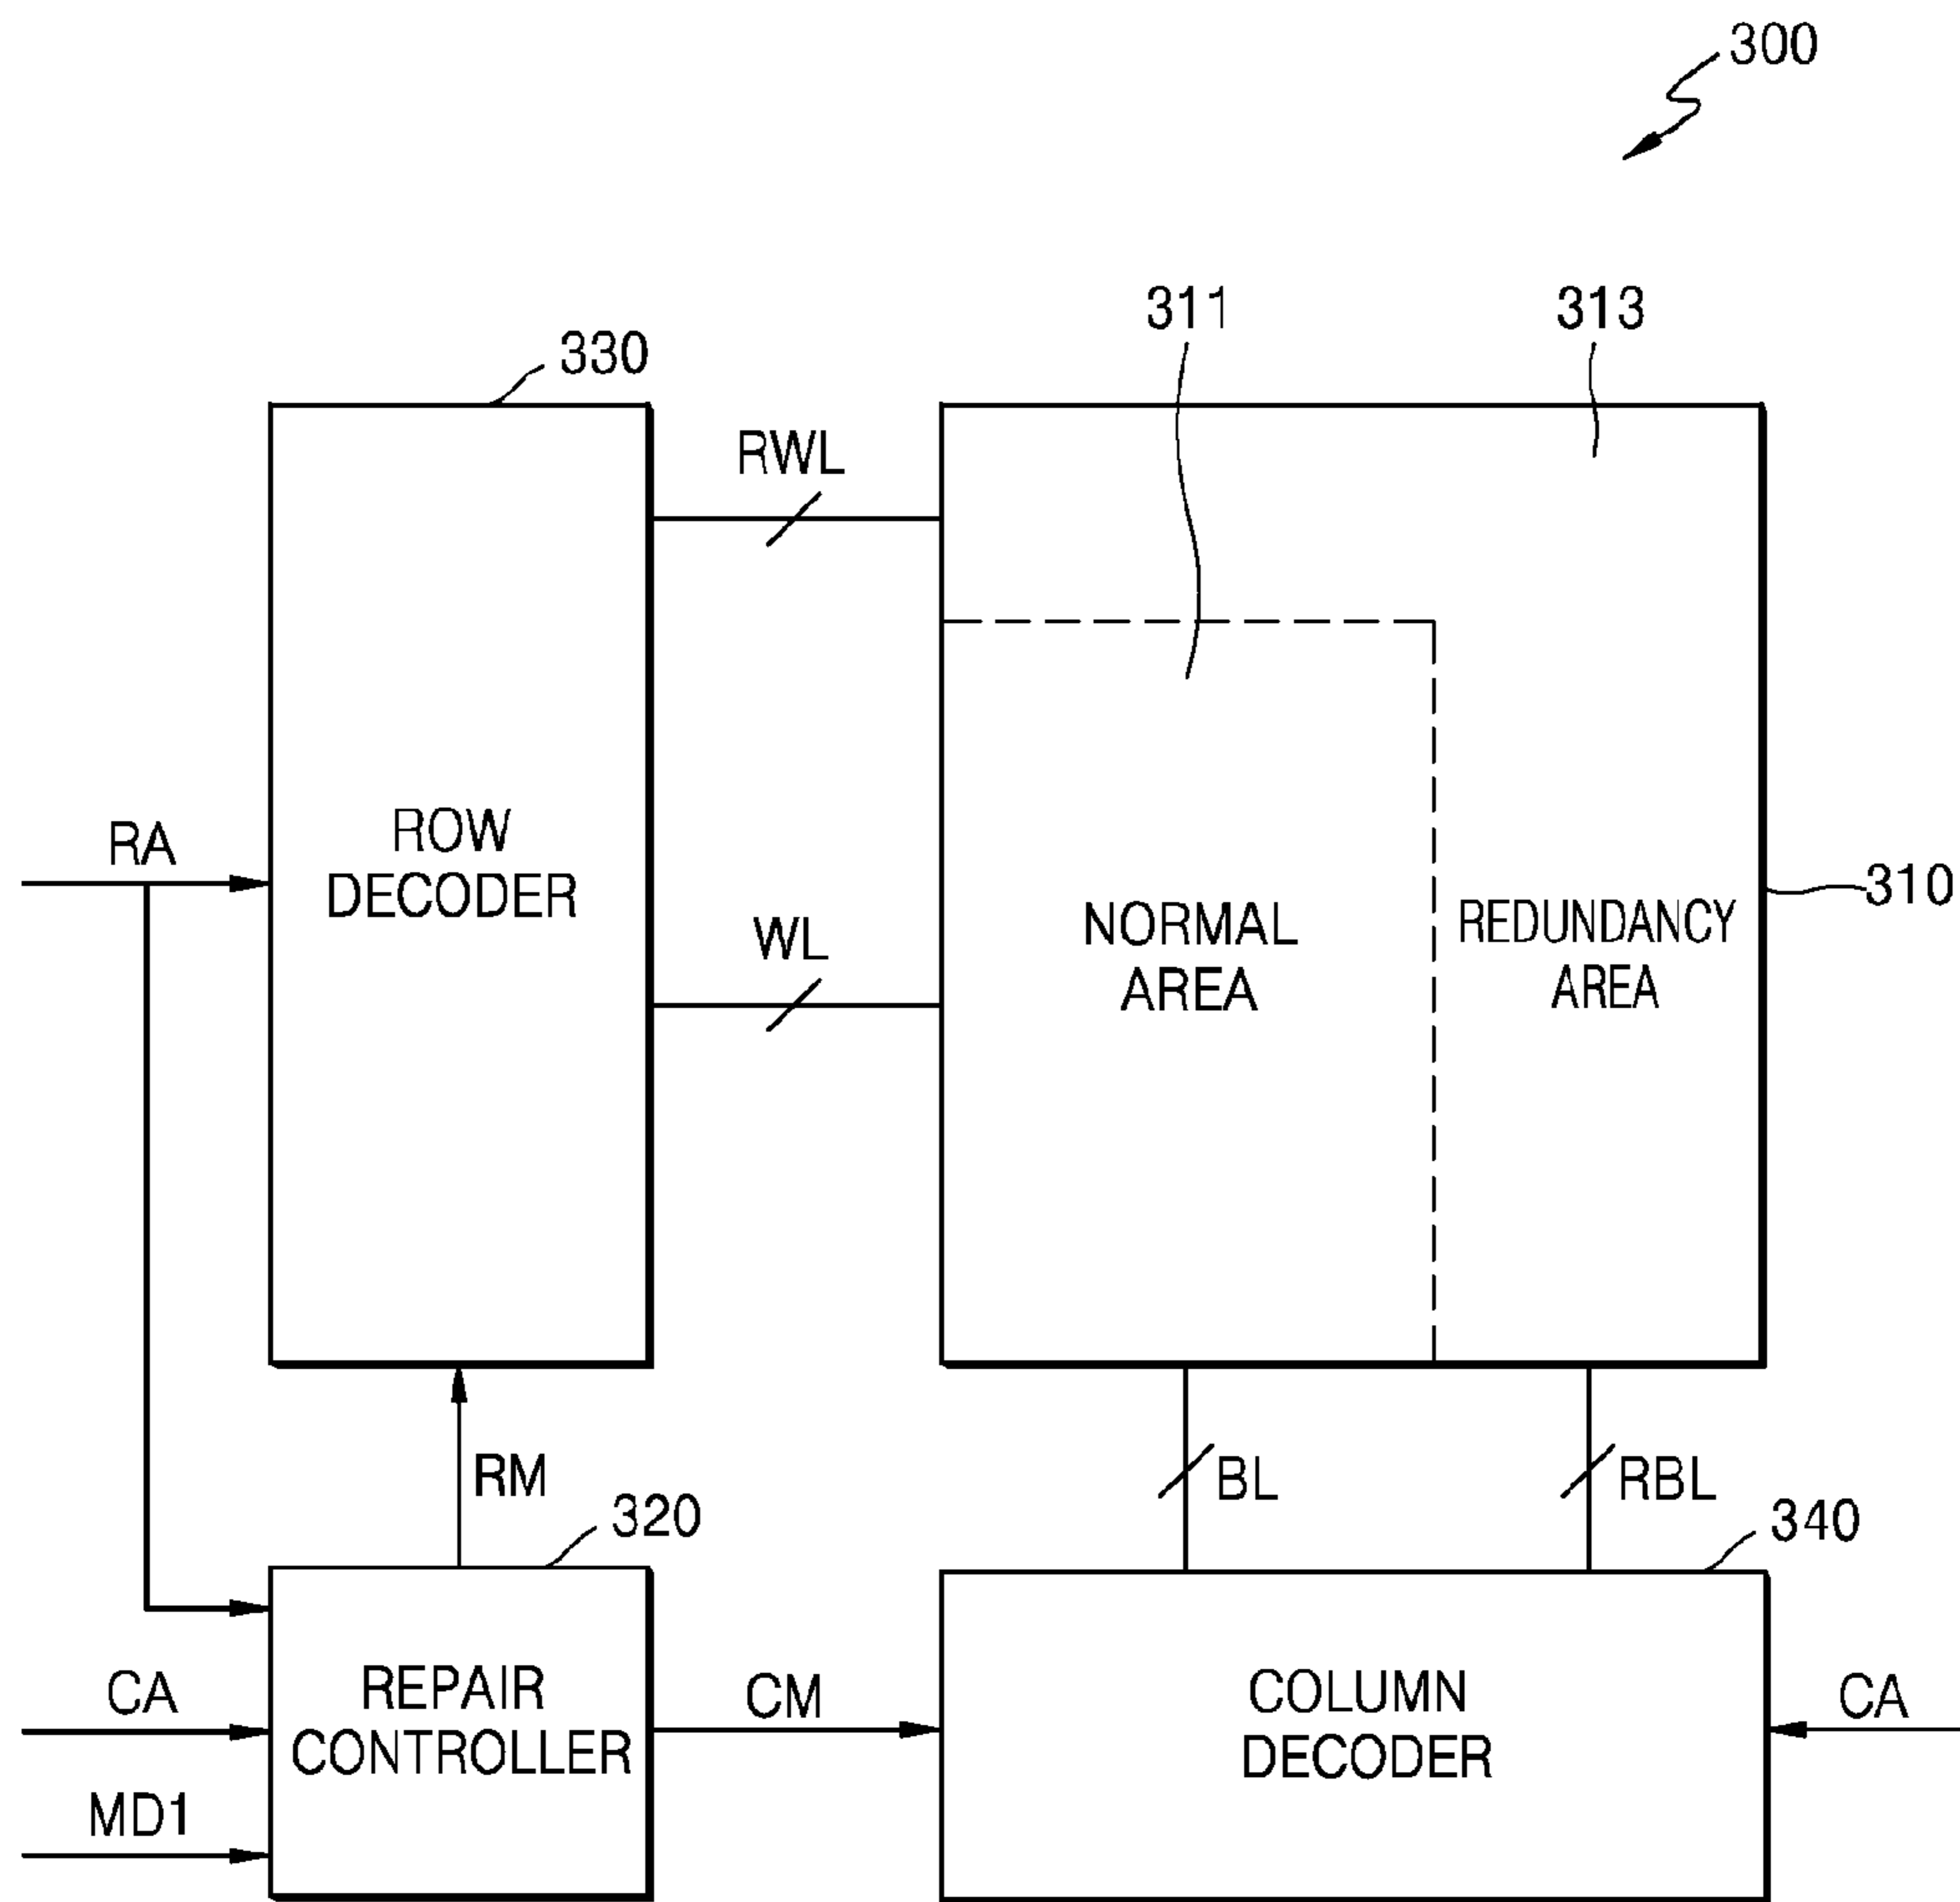 300
311
313
330
RWL
RA
ROW
DECODER
310
WL
NORMAL
AREA
REDUNDANCY
AREA
RM
BL
RBL
320
340
CA
REPAIR
CONTROLLER
CM
COLUMN
DECODER
CA
MD1